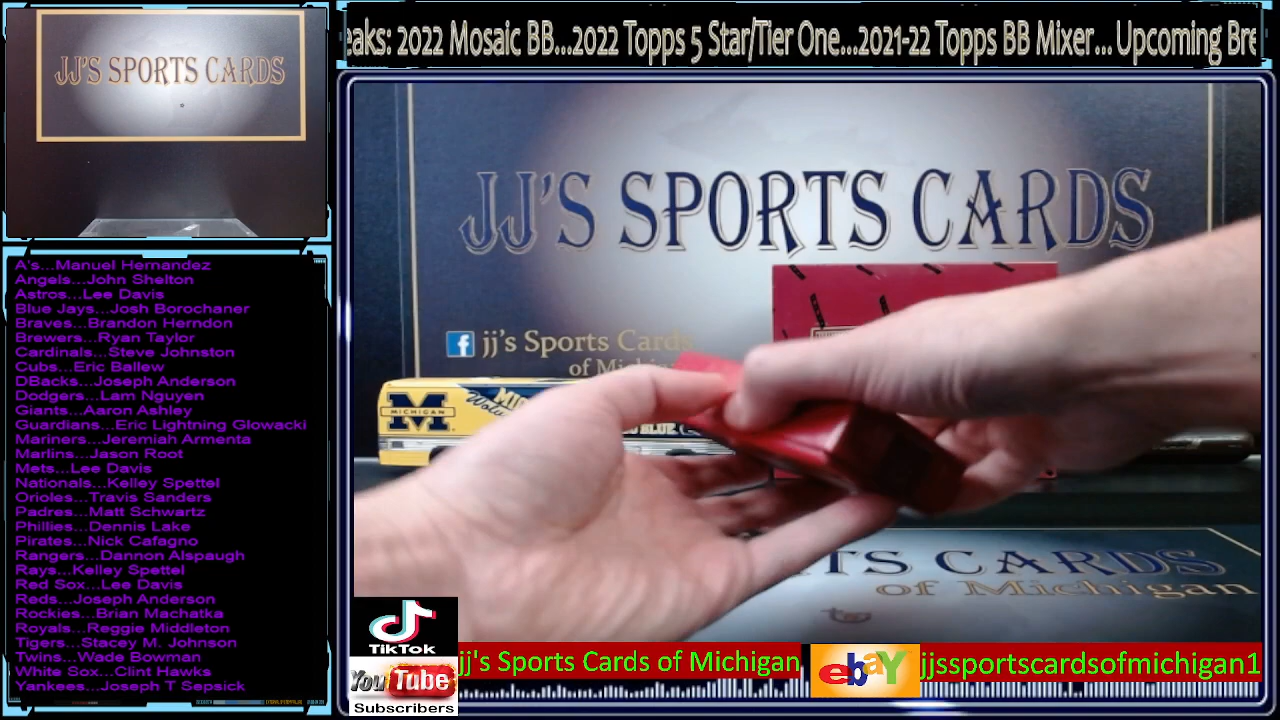 JJ'S SPORTS CARDS
eaks: 2022 Mosaic BB...2022 Topps 5 Star/Tier One...2021-22 Topps BB Mixer... Upcoming Bre
A's...Manuel Hernandez
Angels...John Shelton
Astros...Lee Davis
Blue Jays...Josh Borochaner
Braves...Brandon Herndon
Brewers...Ryan Taylor
Cardinals...Steve Johnston
Cubs...Eric Ballew
DBacks...Joseph Anderson
Dodgers...Lam Nguyen
Giants...Aaron Ashley
Guardians...Eric Lightning Glowacki
Mariners...Jeremiah Armenta
Marlins...Jason Root
Mets...Lee Davis
Nationals...Kelley Spettel
Orioles...Travis Sanders
Padres...Matt Schwartz
Phillies...Dennis Lake
Pirates...Nick Cafagno
Rangers...Dannon Alspaugh
Rays...Kelley Spettel
Red Sox...Lee Davis
Reds...Joseph Anderson
Rockies...Brian Machatka
Royals...Reggie Middleton
Tigers...Stacey M. Johnson
Twins...Wade Bowman
White Sox...Clint Hawks
Yankees...Joseph T Sepsick
JJ'S SPORTS CARDS
f jj's Sports Cards
of Mi
M
MICHIGAN
BLUE
TS CARDS
of Michigan
TikTok
YouTube
Subscribers
jj's Sports Cards of Michigan
ebay
jjssportscardsofmichigan1